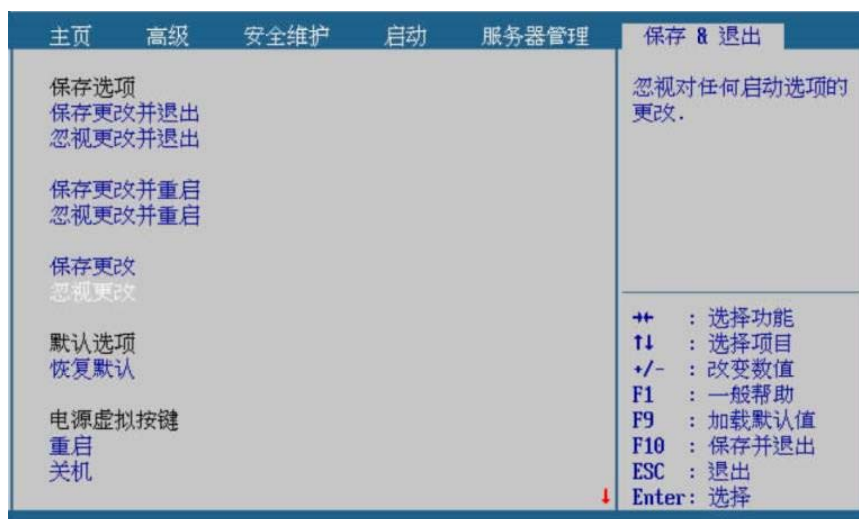 主页 高级 安全维护 启动 服务器管理 保存 & 退出
保存选项
保存更改并退出
忽视更改并退出
保存更改并重启
忽视更改并重启
保存更改
忽视更改
默认选项
恢复默认
电源虚拟按键
重启
关机
忽视对任何启动选项的
更改.
→← : 选择功能
↑↓ : 选择项目
+/- : 改变数值
F1 : 一般帮助
F9 : 加载默认值
F10 : 保存并退出
ESC : 退出
Enter: 选择